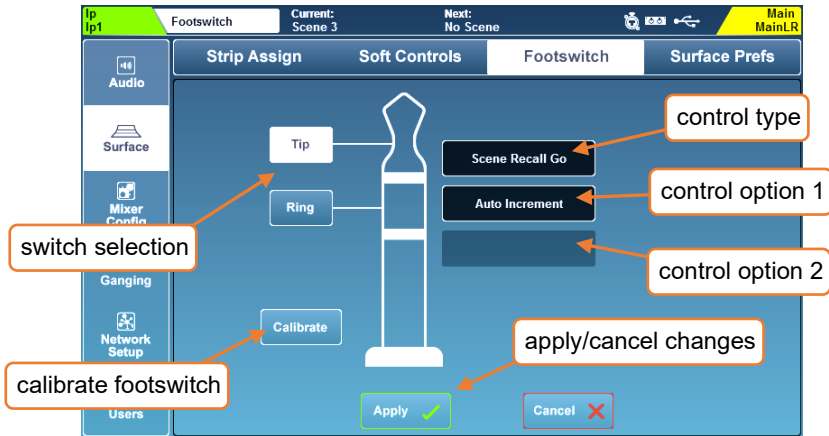 Ip
Ip1
Footswitch
Current:
Scene 3
Next:
No Scene
Main
MainLR
Audio
Surface
Mixer
Config
Ganging
Network
Setup
Users
Strip Assign
Soft Controls
Footswitch
Surface Prefs
Tip
Ring
Calibrate
Scene Recall Go
Auto Increment
Apply
Cancel
control type
control option 1
control option 2
switch selection
apply/cancel changes
calibrate footswitch